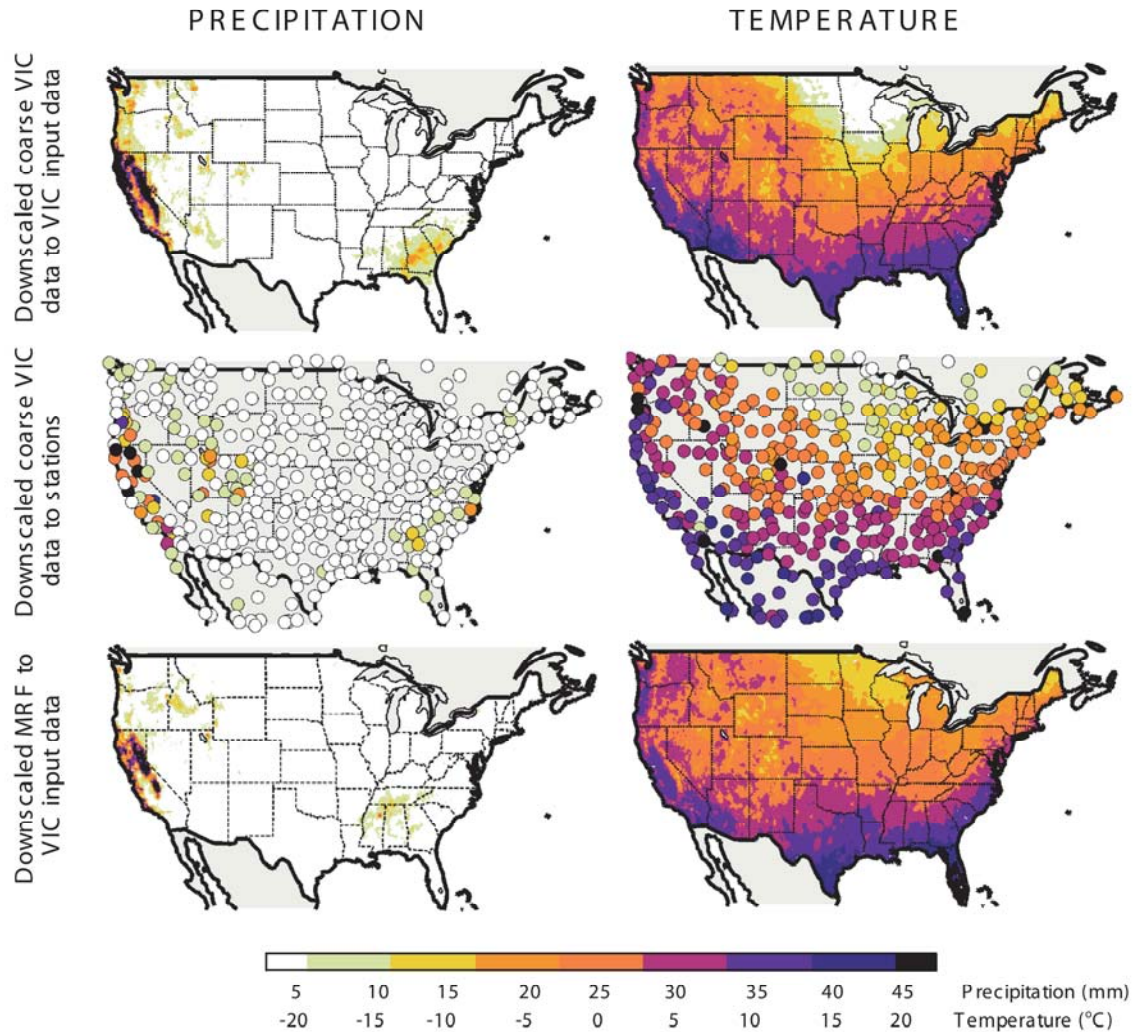 PRECIPITATION
TEMPERATURE
Downscaled coarse VIC
data to VIC input data
Downscaled coarse VIC
data to stations
Downscaled MRF to
VIC input data
5 10 15 20 25 30 35 40 45 Precipitation (mm)
-20 -15 -10 -5 0 5 10 15 20 Temperature (°C)